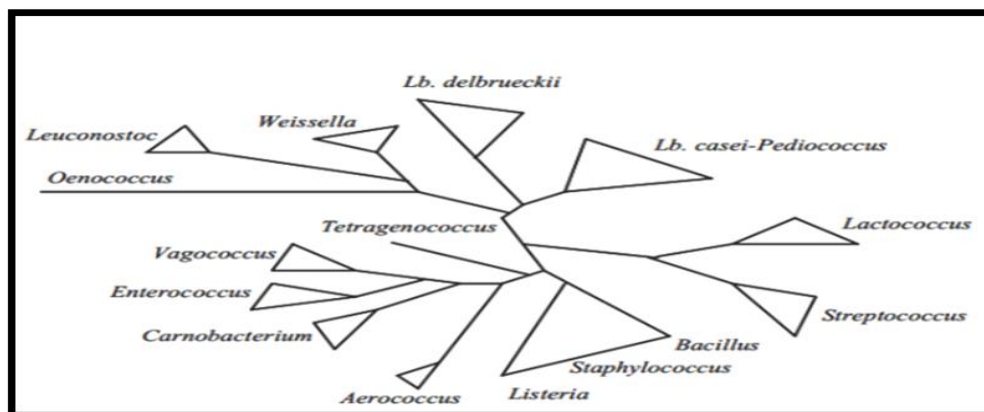 Lb. delbrueckii
Weissella
Leuconostoc
Lb. casei-Pediococcus
Oenococcus
Tetragenococcus
Lactococcus
Vagococcus
Enterococcus
Streptococcus
Carnobacterium
Bacillus
Staphylococcus
Listeria
Aerococcus